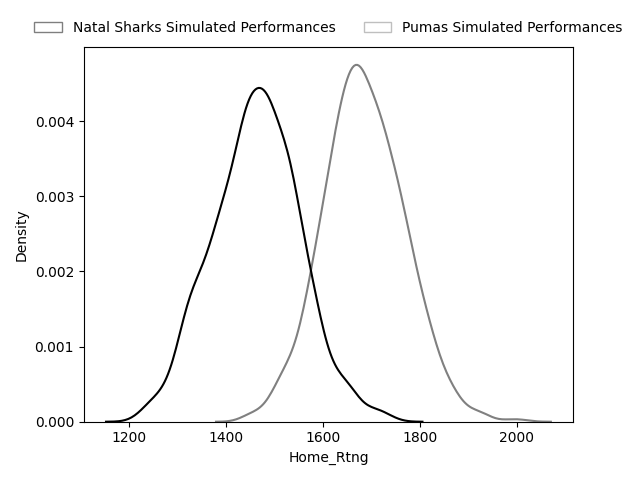 Natal Sharks Simulated Performances
Pumas Simulated Performances
Density
0.004
0.003
0.002
0.001
0.000
1200 1400 1600 1800 2000
Home_Rtng